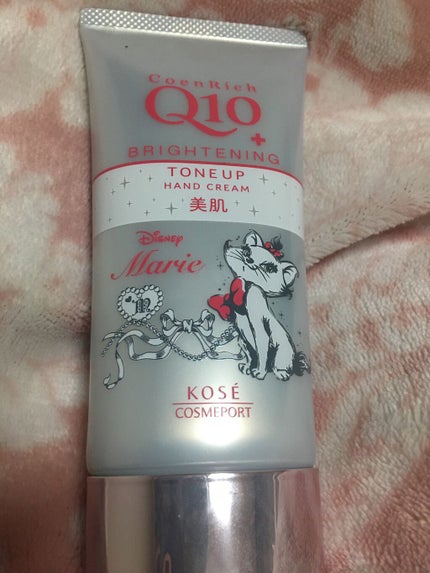 CoenRich
Q10
+
BRIGHTENING
TONEUP
HAND CREAM
美肌
Disney
Marie
KOSÉ
COSMEPORT